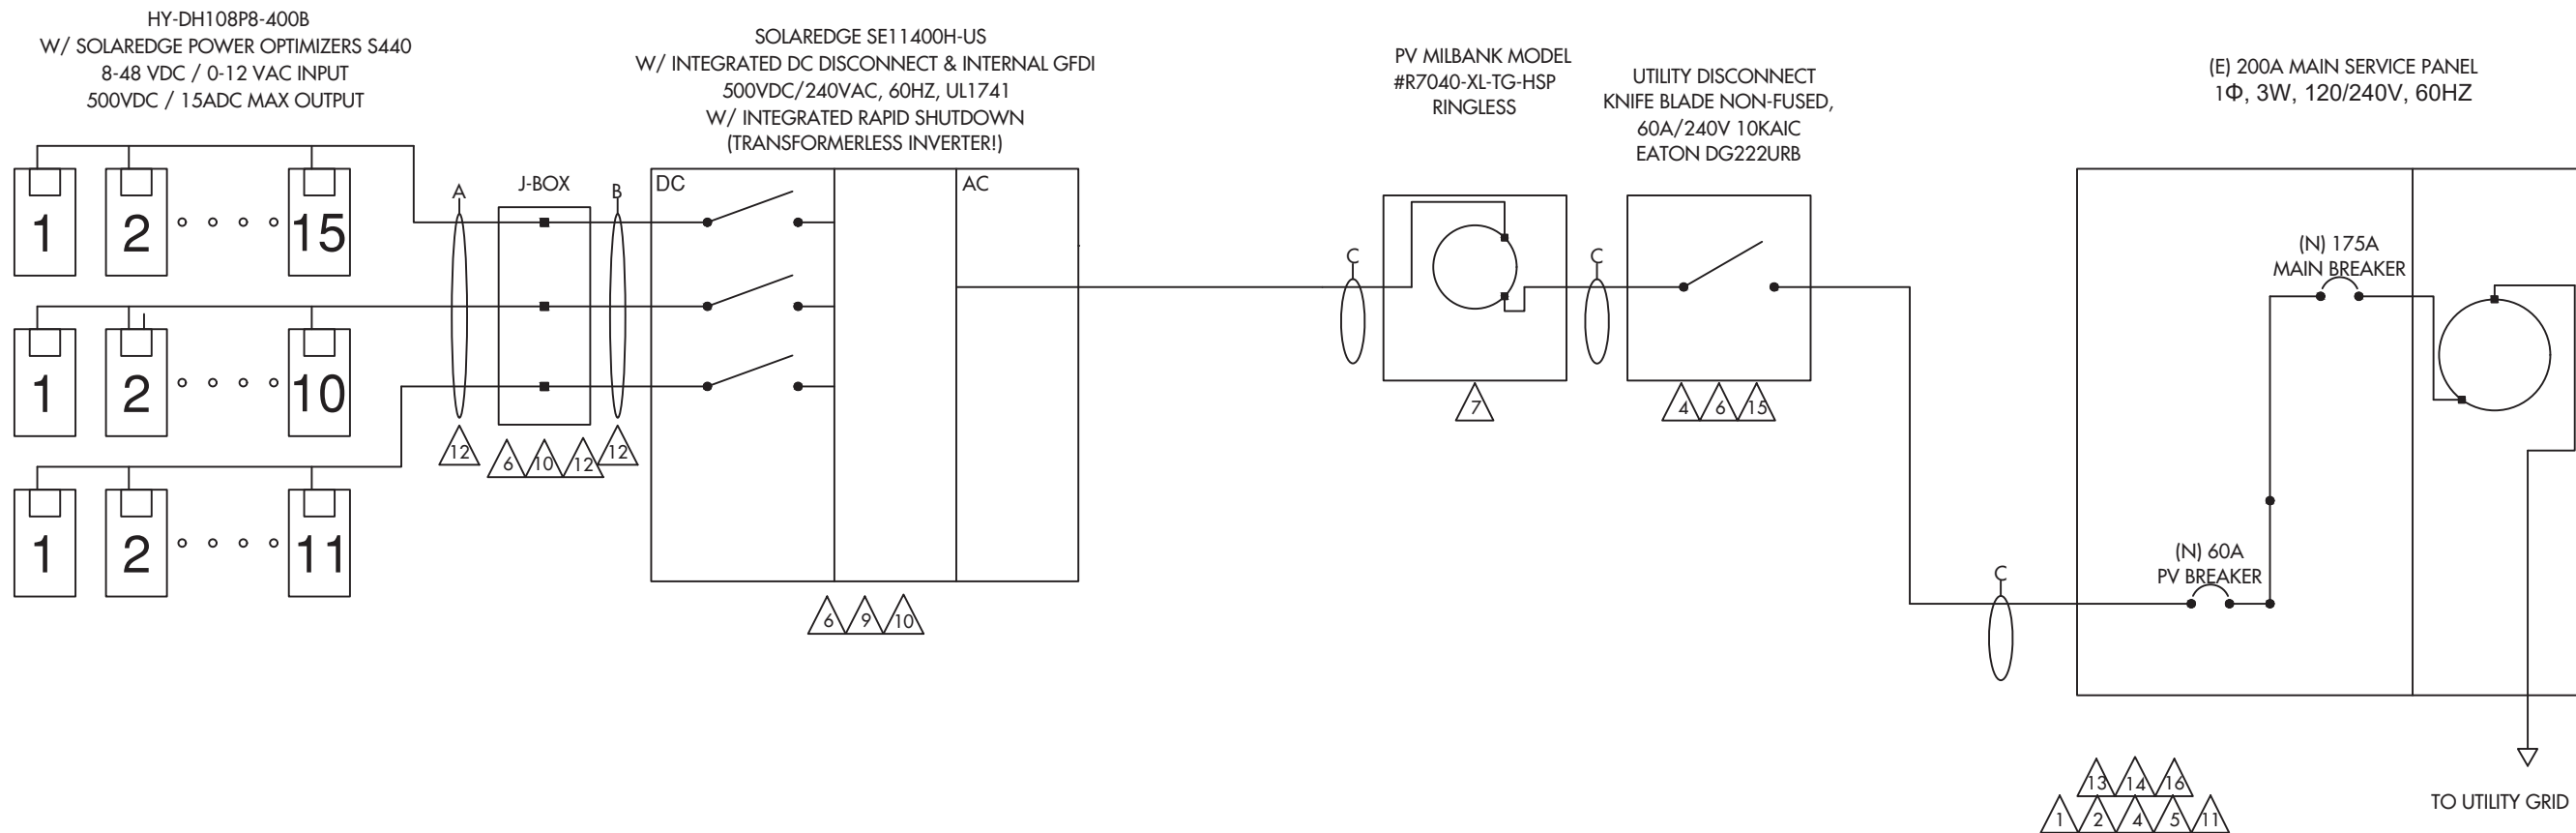 HY-DH108P8-400B
W/ SOLAREDGE POWER OPTIMIZERS S440
8-48 VDC / 0-12 VAC INPUT
500VDC / 15ADC MAX OUTPUT
SOLAREDGE SE11400H-US
W/ INTEGRATED DC DISCONNECT & INTERNAL GFDI
500VDC/240VAC, 60HZ, UL1741
W/ INTEGRATED RAPID SHUTDOWN
(TRANSFORMERLESS INVERTER!)
PV MILBANK MODEL
#R7040-XL-TG-HSP
RINGLESS
UTILITY DISCONNECT
KNIFE BLADE NON-FUSED,
60A/240V 10KAIC
EATON DG222URB
(E) 200A MAIN SERVICE PANEL
1Φ, 3W, 120/240V, 60HZ
1 2 15
1 2 10
1 2 11
A
J-BOX
B
12
6 10 12
12
DC
AC
6 9 10
C
7
C
4 6 15
(N) 175A
MAIN BREAKER
(N) 60A
PV BREAKER
C
13 14 16
1 2 4 5 11
TO UTILITY GRID